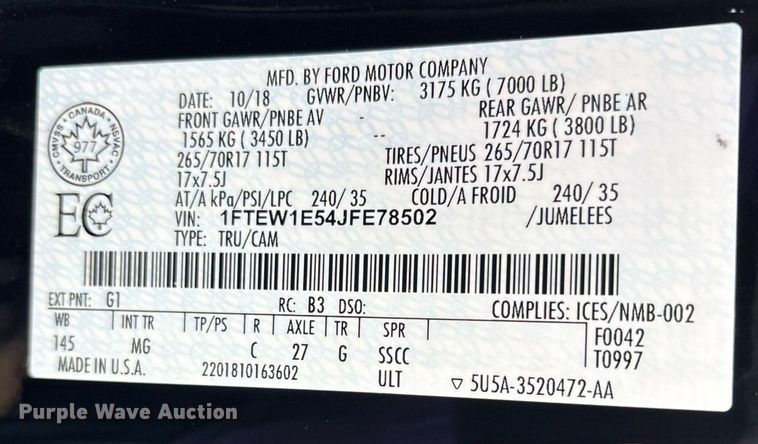 MFD. BY FORD MOTOR COMPANY
DATE: 10/18 GVWR/PNBV: 3175 KG ( 7000 LB)
FRONT GAWR/PNBE AV - REAR GAWR/ PNBE AR
1565 KG ( 3450 LB) -- 1724 KG ( 3800 LB)
265/70R17 115T TIRES/PNEUS 265/70R17 115T
17x7.5J RIMS/JANTES 17x7.5J
AT/A kPa/PSI/LPC 240/ 35 COLD/A FROID 240/ 35
VIN: 1FTEW1E54JFE78502 /JUMELEES
TYPE: TRU/CAM
CMVSS CANADA NSVAC
977
TRANSPORT
EC
EXT PNT: G1 RC: B3 DSO: COMPLIES: ICES/NMB-002
WB | INT TR | TP/PS | R | AXLE | TR | SPR F0042
145 MG C 27 G SSCC T0997
MADE IN U.S.A. 2201810163602 ULT ▽ 5U5A-3520472-AA
Purple Wave Auction